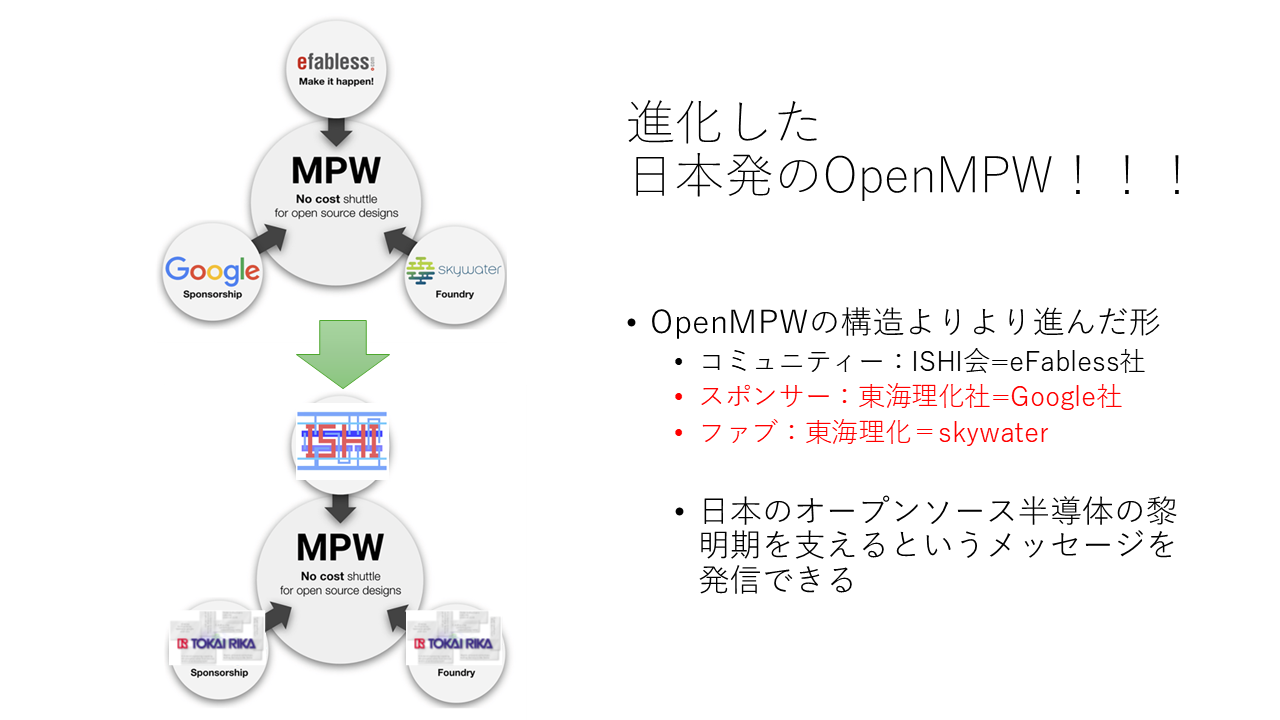 efabless.com
Make it happen!
MPW
No cost shuttle
for open source designs
Google
Sponsorship
skywater
Foundry
ISHI
MPW
No cost shuttle
for open source designs
TOKAI RIKA
Sponsorship
TOKAI RIKA
Foundry
進化した
日本発のOpenMPW！！！
• OpenMPWの構造よりより進んだ形
• コミュニティー：ISHI会=eFabless社
• スポンサー：東海理化社=Google社
• ファブ：東海理化＝skywater
• 日本のオープンソース半導体の黎
明期を支えるというメッセージを
発信できる